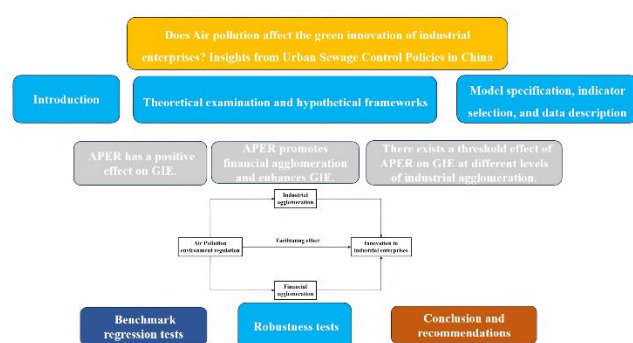 Does Air pollution affect the green innovation of industrial
enterprises? Insights from Urban Sewage Control Policies in China
Introduction
Theoretical examination and hypothetical frameworks
Model specification, indicator
selection, and data description
APER has a positive
effect on GIE.
APER promotes
financial agglomeration
and enhances GIE.
There exists a threshold effect of
APER on GIE at different levels
of industrial agglomeration.
Industrial
agglomeration
Air Pollution
environment regulation
Facilitating effect
Innovation in
industrial enterprises
Financial
agglomeration
Benchmark
regression tests
Robustness tests
Conclusion and
recommendations